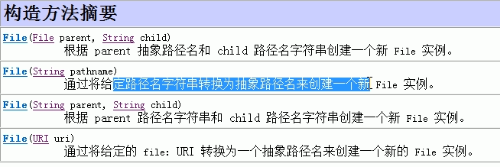 构造方法摘要
File(File parent, String child)
根据 parent 抽象路径名和 child 路径名字符串创建一个新 File 实例。
File(String pathname)
通过将给定路径名字符串转换为抽象路径名来创建一个新 File 实例。
File(String parent, String child)
根据 parent 路径名字符串和 child 路径名字符串创建一个新 File 实例。
File(URI uri)
通过将给定的 file: URI 转换为一个抽象路径名来创建一个新的 File 实例。